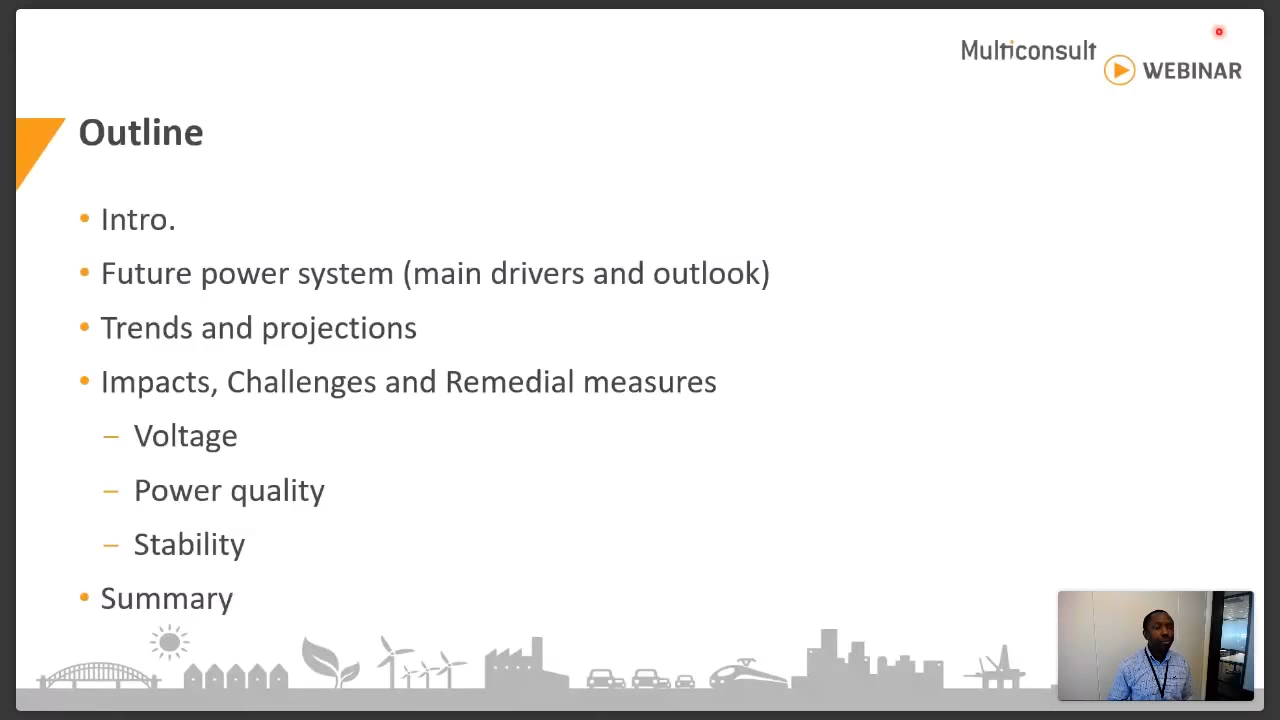 Multiconsult
WEBINAR
Outline
• Intro.
• Future power system (main drivers and outlook)
• Trends and projections
• Impacts, Challenges and Remedial measures
– Voltage
– Power quality
– Stability
• Summary